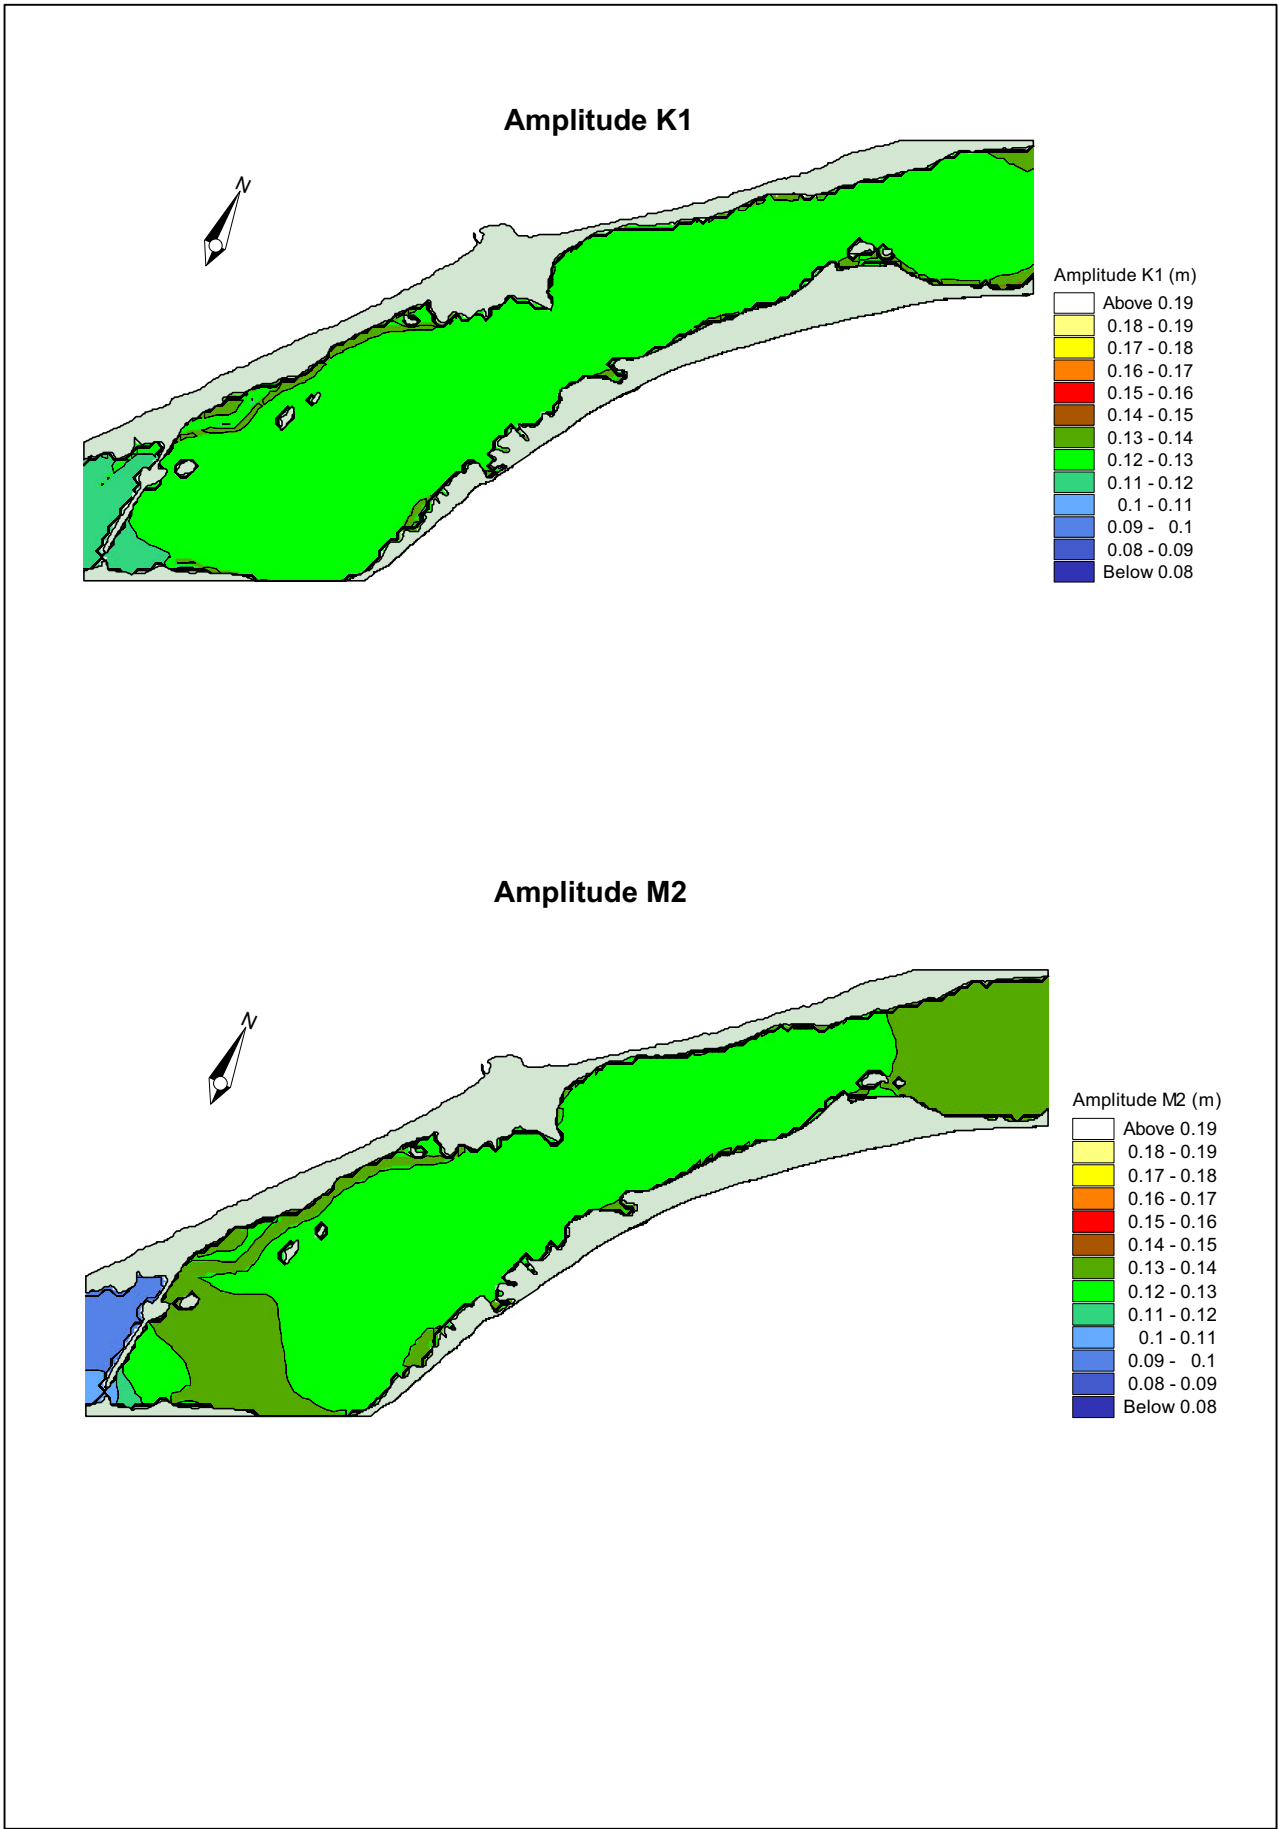 Amplitude K1
N
Amplitude K1 (m)
Above 0.19
0.18 - 0.19
0.17 - 0.18
0.16 - 0.17
0.15 - 0.16
0.14 - 0.15
0.13 - 0.14
0.12 - 0.13
0.11 - 0.12
0.1 - 0.11
0.09 - 0.1
0.08 - 0.09
Below 0.08
Amplitude M2
N
Amplitude M2 (m)
Above 0.19
0.18 - 0.19
0.17 - 0.18
0.16 - 0.17
0.15 - 0.16
0.14 - 0.15
0.13 - 0.14
0.12 - 0.13
0.11 - 0.12
0.1 - 0.11
0.09 - 0.1
0.08 - 0.09
Below 0.08